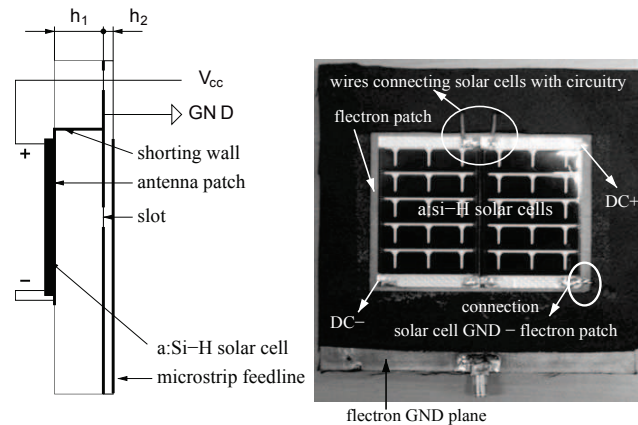 h1
h2
Vcc
GND
+
shorting wall
antenna patch
slot
−
a:Si−H solar cell
microstrip feedline
wires connecting solar cells with circuitry
flectron patch
DC+
a:si−H solar cells
DC−
connection
solar cell GND − flectron patch
flectron GND plane